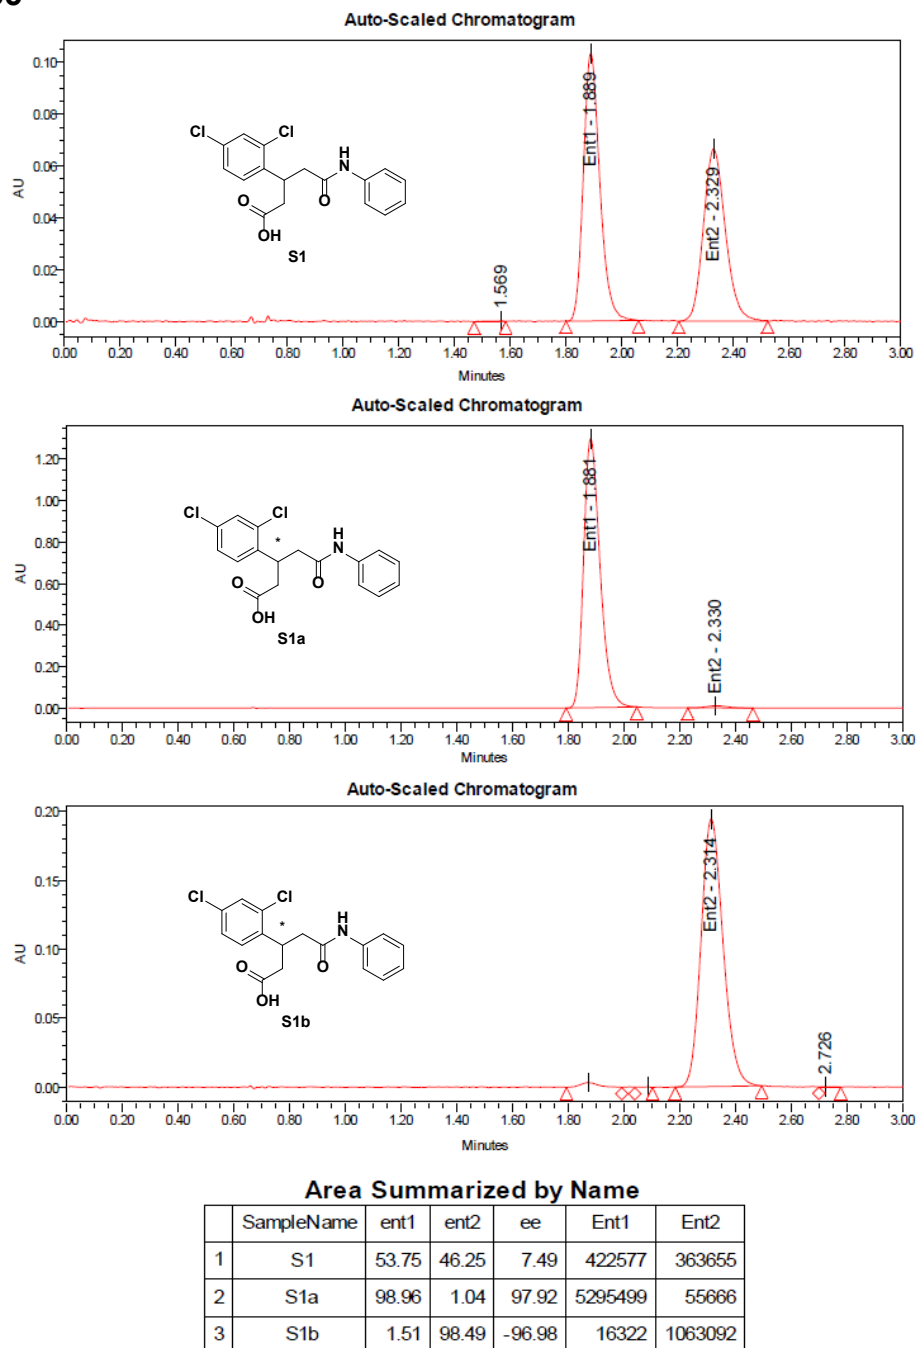 Auto-Scaled Chromatogram
0.10
0.08
0.06
0.04
0.02
0.00
AU
Cl
Cl
H
N
O
O
OH
S1
1.569
Ent1 - 1.889
Ent2 - 2.329
0.00 0.20 0.40 0.60 0.80 1.00 1.20 1.40 1.60 1.80 2.00 2.20 2.40 2.60 2.80 3.00
Minutes
Auto-Scaled Chromatogram
1.20
1.00
0.80
0.60
0.40
0.20
0.00
AU
Cl
Cl
*
H
N
O
O
OH
S1a
Ent1 - 1.881
Ent2 - 2.330
0.00 0.20 0.40 0.60 0.80 1.00 1.20 1.40 1.60 1.80 2.00 2.20 2.40 2.60 2.80 3.00
Minutes
Auto-Scaled Chromatogram
0.20
0.15
0.10
0.05
0.00
AU
Cl
Cl
*
H
N
O
O
OH
S1b
Ent2 - 2.314
2.726
0.00 0.20 0.40 0.60 0.80 1.00 1.20 1.40 1.60 1.80 2.00 2.20 2.40 2.60 2.80 3.00
Minutes
Area Summarized by Name
SampleName ent1 ent2 ee Ent1 Ent2
1 S1 53.75 46.25 7.49 422577 363655
2 S1a 98.96 1.04 97.92 5295499 55666
3 S1b 1.51 98.49 -96.98 16322 1063092